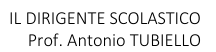 IL DIRIGENTE SCOLASTICO
Prof. Antonio TUBIELLO